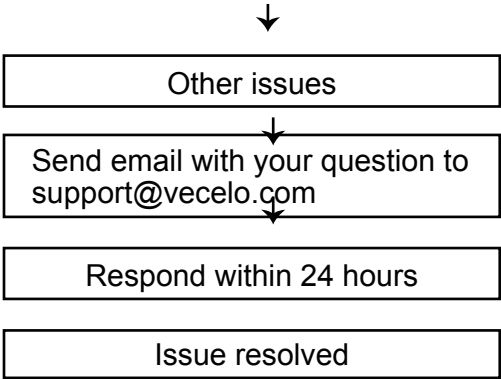 Other issues
Send email with your question to
support@vecelo.com
Respond within 24 hours
Issue resolved